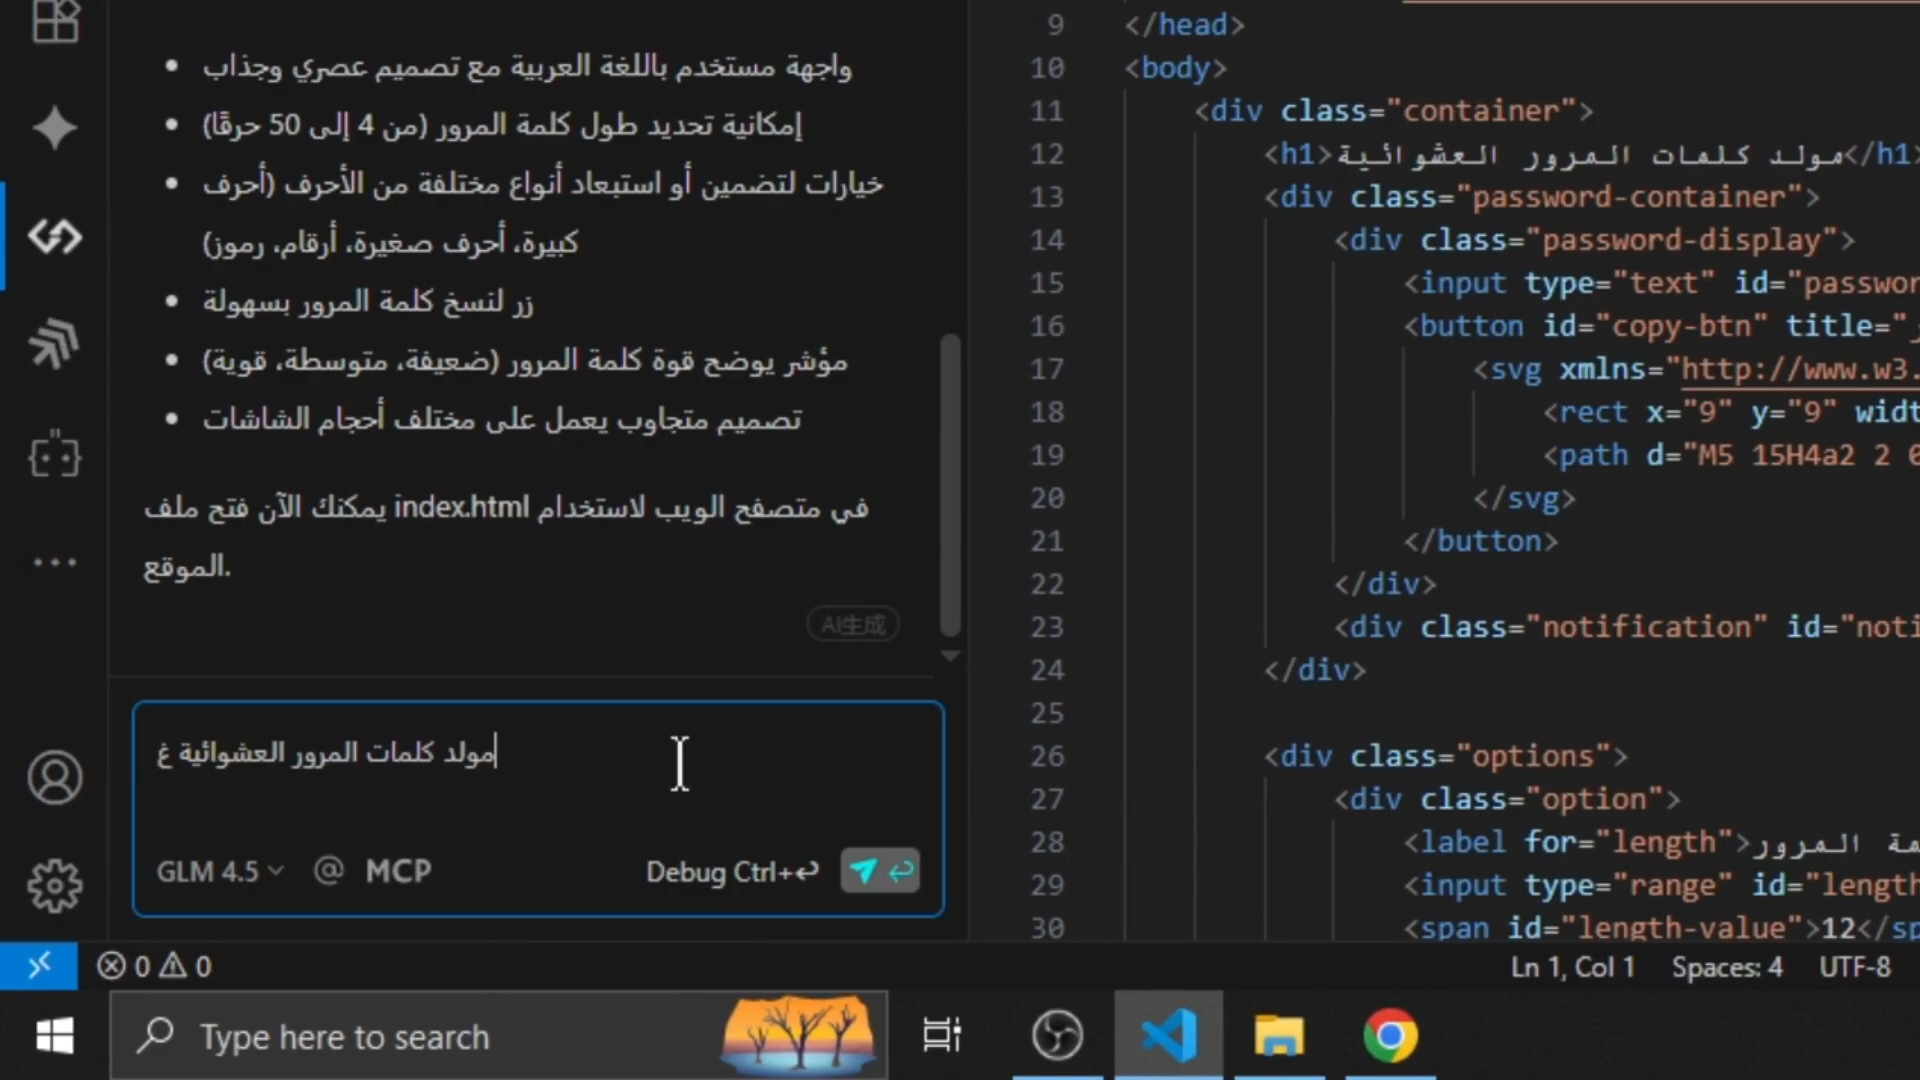 واجهة مستخدم باللغة العربية مع تصميم عصري وجذاب
إمكانية تحديد طول كلمة المرور (من 4 إلى 50 حرفًا)
خيارات لتضمين أو استبعاد أنواع مختلفة من الأحرف (أحرف
كبيرة، أحرف صغيرة، أرقام، رموز)
زر لنسخ كلمة المرور بسهولة
مؤشر يوضح قوة كلمة المرور (ضعيفة، متوسطة، قوية)
تصميم متجاوب يعمل على مختلف أحجام الشاشات
يمكنك الآن فتح ملف index.html في متصفح الويب لاستخدام
الموقع.
AI生成
مولد كلمات المرور العشوائية غ
GLM 4.5 @ MCP Debug Ctrl+↩
9 </head>
10 <body>
11 <div class="container">
12 <h1>مولد كلمات المرور العشوائية</h1>
13 <div class="password-container">
14 <div class="password-display">
15 <input type="text" id="passwor
16 <button id="copy-btn" title="
17 <svg xmlns="http://www.w3.
18 <rect x="9" y="9" widt
19 <path d="M5 15H4a2 2 0
20 </svg>
21 </button>
22 </div>
23 <div class="notification" id="noti
24 </div>
25
26 <div class="options">
27 <div class="option">
28 <label for="length">مة المرور
29 <input type="range" id="length
30 <span id="length-value">12</sp
0 0
Ln 1, Col 1 Spaces: 4 UTF-8
Type here to search